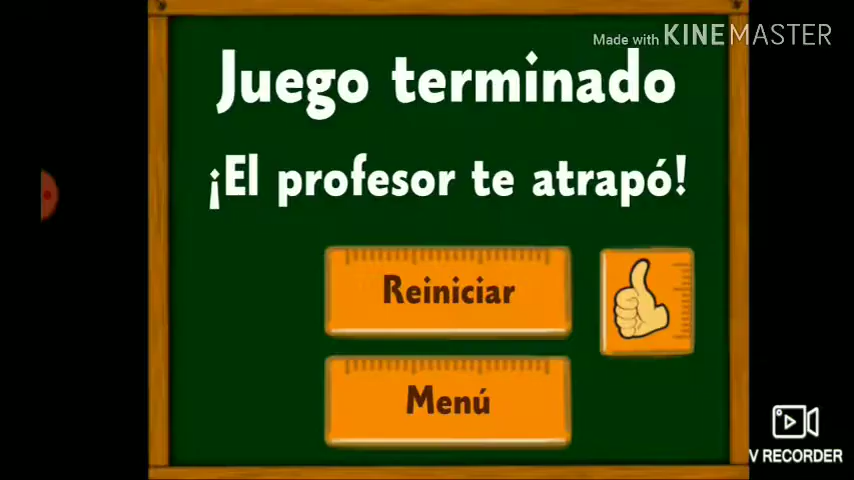 Made with KINEMASTER
Juego terminado
¡El profesor te atrapó!
Reiniciar
Menú
V RECORDER